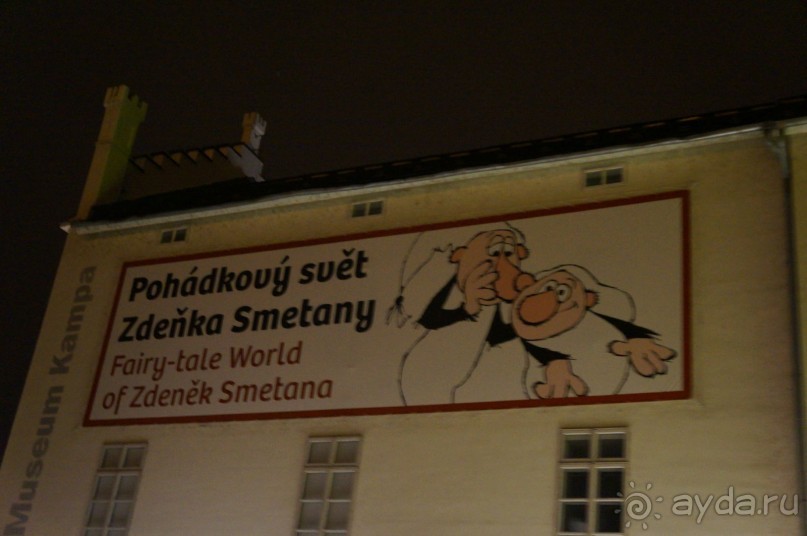 Museum Kampa
Pohádkový svět
Zdeňka Smetany
Fairy-tale World
of Zdeněk Smetana
ayda.ru